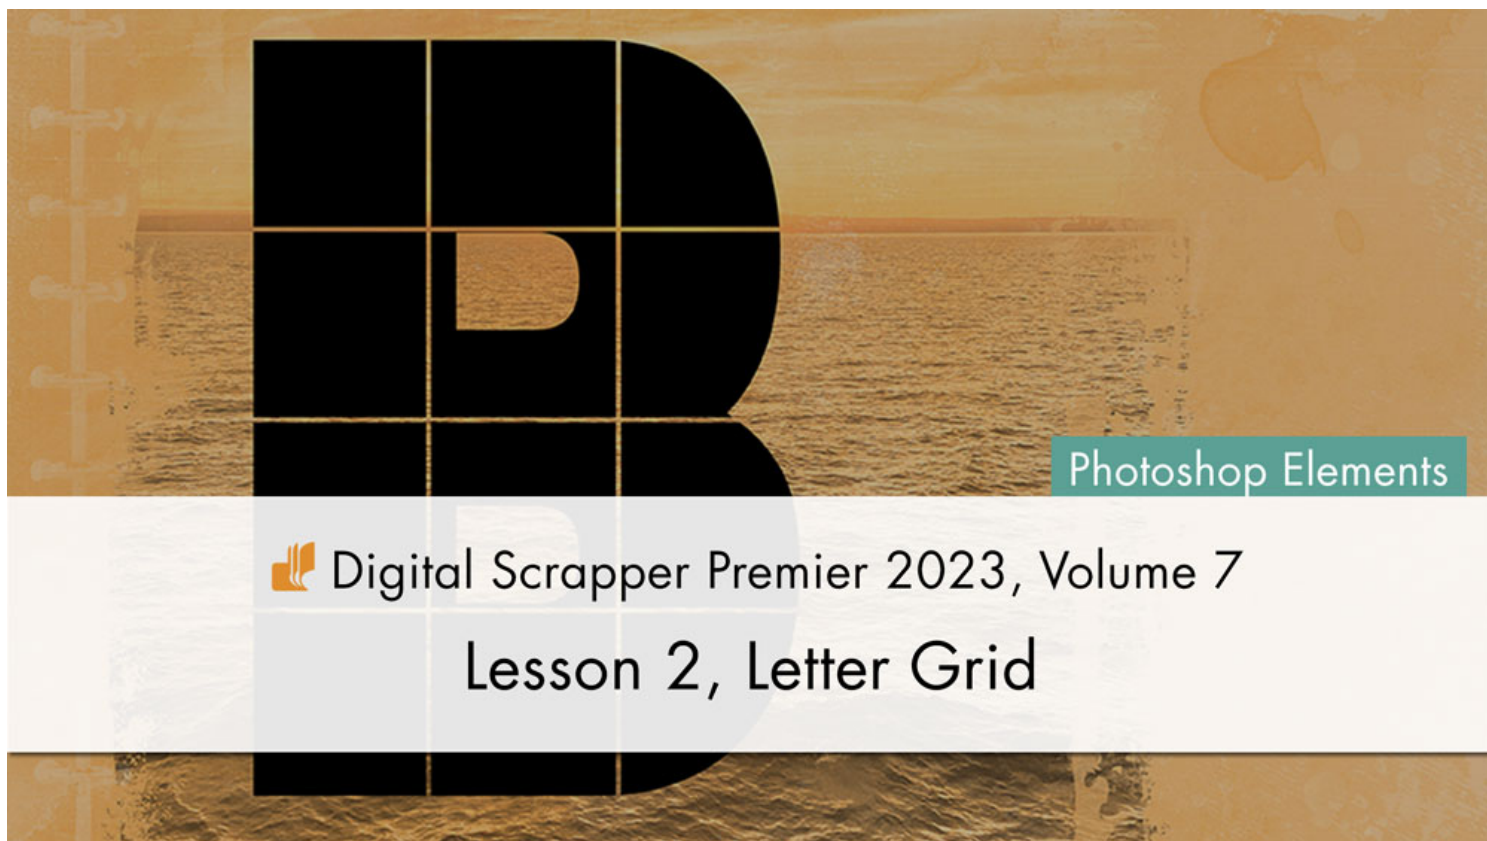 B
Photoshop Elements
Digital Scrapper Premier 2023, Volume 7
Lesson 2, Letter Grid